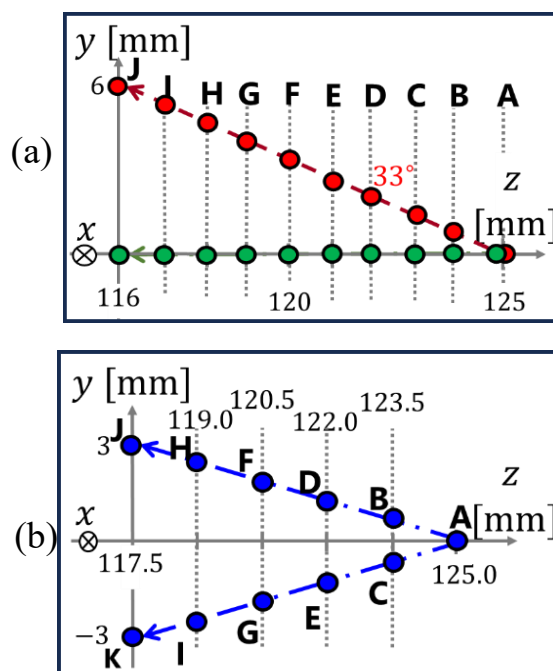 y [mm]
J
6
I H G F E D C B A
33°
z
[mm]
x
116 120 125
(a)
y [mm]
120.5 123.5
119.0 122.0
J
3
H F D B A
z
[mm]
x
117.5 125.0
(b)
−3
K I G E C